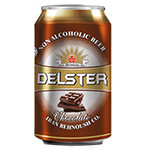 NON ALCOHOLIC BEER
DELSTER
Chocolate
IRAN BEHNOUSH CO.